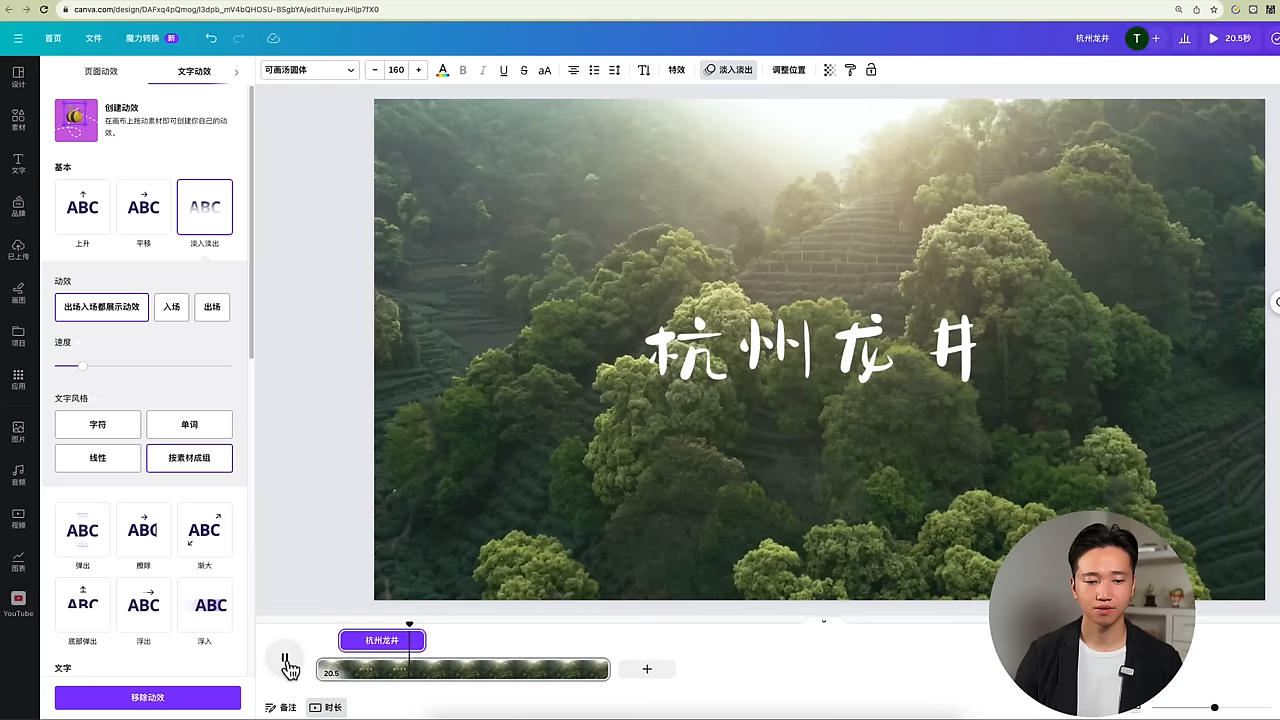 canva.com/design/DAFxq4pQmog/I3dpb_mV4bQHOSU-BSgbYA/edit?ui=eyJHIjp7fX0
首页
文件
魔力转换 新
杭州龙井
T
20.5秒
设计
素材
文字
品牌
已上传
画图
项目
应用
图片
音频
视频
图表
YouTube
页面动效
文字动效
创建动效
在画布上拖动素材即可创建你自己的动
效。
基本
ABC
ABC
ABC
上升
平移
淡入淡出
动效
出场入场都展示动效
入场
出场
速度
文字风格
字符
单词
线性
按素材成组
ABC
ABC
ABC
弹出
擦除
渐大
ABC
ABC
ABC
底部弹出
浮出
浮入
文字
移除动效
可画汤圆体
160
A
B
I
U
S
aA
特效
淡入淡出
调整位置
杭州龙井
杭州龙井
20.5
备注
时长